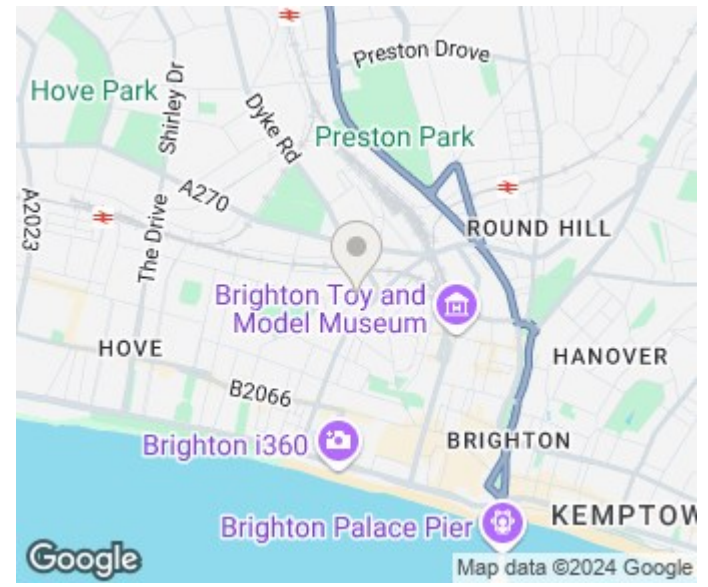 Preston Drove
Hove Park
Shirley Dr
Dyke Rd
Preston Park
A270
A2023
The Drive
ROUND HILL
Brighton Toy and
Model Museum
HOVE
HANOVER
B2066
Brighton i360
BRIGHTON
Brighton Palace Pier
KEMPTOW
Google
Map data ©2024 Google